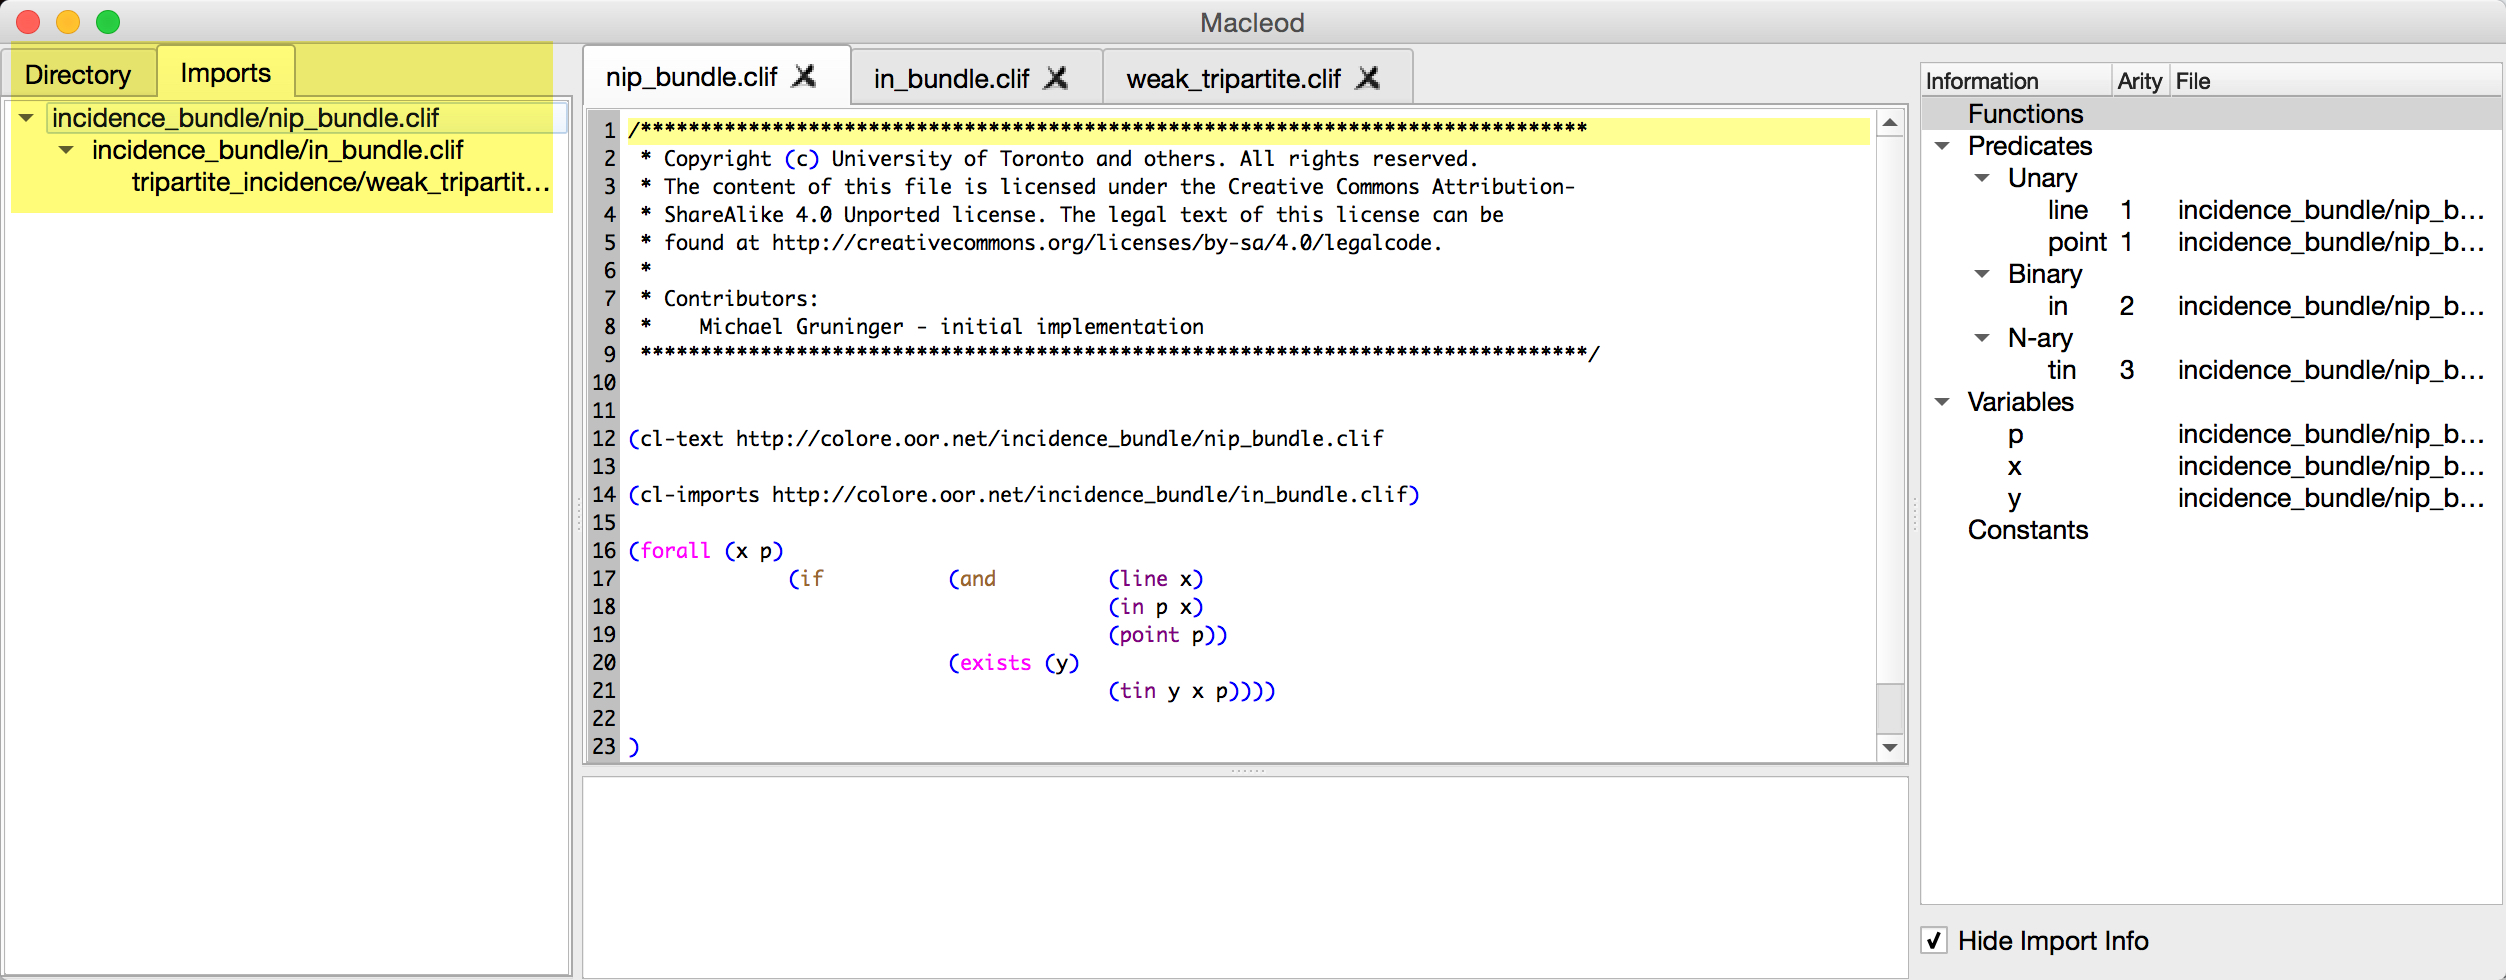 Macleod
Directory
Imports
incidence_bundle/nip_bundle.clif
incidence_bundle/in_bundle.clif
tripartite_incidence/weak_tripartit...
nip_bundle.clif
in_bundle.clif
weak_tripartite.clif
1 /*******************************************************************************
2  * Copyright (c) University of Toronto and others. All rights reserved.
3  * The content of this file is licensed under the Creative Commons Attribution-
4  * ShareAlike 4.0 Unported license. The legal text of this license can be
5  * found at http://creativecommons.org/licenses/by-sa/4.0/legalcode.
6  *
7  * Contributors:
8  *    Michael Gruninger - initial implementation
9  *******************************************************************************/
10
11
12 (cl-text http://colore.oor.net/incidence_bundle/nip_bundle.clif
13
14 (cl-imports http://colore.oor.net/incidence_bundle/in_bundle.clif)
15
16 (forall (x p)
17 (if (and (line x)
18 (in p x)
19 (point p))
20 (exists (y)
21 (tin y x p))))
22
23 )
Information Arity File
Functions
Predicates
Unary
line 1 incidence_bundle/nip_b...
point 1 incidence_bundle/nip_b...
Binary
in 2 incidence_bundle/nip_b...
N-ary
tin 3 incidence_bundle/nip_b...
Variables
p incidence_bundle/nip_b...
x incidence_bundle/nip_b...
y incidence_bundle/nip_b...
Constants
Hide Import Info